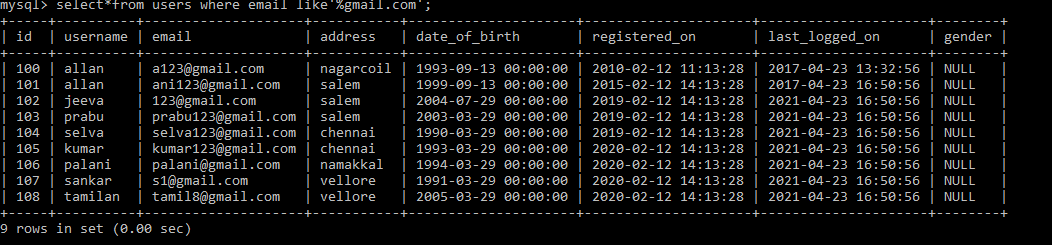 mysql> select*from users where email like'%gmail.com';
+-----+----------+--------------------+-----------+---------------------+---------------------+---------------------+--------+
| id  | username | email              | address   | date_of_birth       | registered_on       | last_logged_on      | gender |
+-----+----------+--------------------+-----------+---------------------+---------------------+---------------------+--------+
| 100 | allan    | a123@gmail.com     | nagarcoil | 1993-09-13 00:00:00 | 2010-02-12 11:13:28 | 2017-04-23 13:32:56 | NULL   |
| 101 | allan    | ani123@gmail.com   | salem     | 1999-09-13 00:00:00 | 2015-02-12 14:13:28 | 2017-04-23 16:50:56 | NULL   |
| 102 | jeeva    | 123@gmail.com      | salem     | 2004-07-29 00:00:00 | 2019-02-12 14:13:28 | 2021-04-23 16:50:56 | NULL   |
| 103 | prabu    | prabu123@gmail.com | salem     | 2003-03-29 00:00:00 | 2019-02-12 14:13:28 | 2021-04-23 16:50:56 | NULL   |
| 104 | selva    | selva123@gmail.com | chennai   | 1990-03-29 00:00:00 | 2019-02-12 14:13:28 | 2021-04-23 16:50:56 | NULL   |
| 105 | kumar    | kumar123@gmail.com | chennai   | 1993-03-29 00:00:00 | 2020-02-12 14:13:28 | 2021-04-23 16:50:56 | NULL   |
| 106 | palani   | palani@gmail.com   | namakkal  | 1994-03-29 00:00:00 | 2020-02-12 14:13:28 | 2021-04-23 16:50:56 | NULL   |
| 107 | sankar   | s1@gmail.com       | vellore   | 1991-03-29 00:00:00 | 2020-02-12 14:13:28 | 2021-04-23 16:50:56 | NULL   |
| 108 | tamilan  | tamil8@gmail.com   | vellore   | 2005-03-29 00:00:00 | 2020-02-12 14:13:28 | 2021-04-23 16:50:56 | NULL   |
+-----+----------+--------------------+-----------+---------------------+---------------------+---------------------+--------+
9 rows in set (0.00 sec)